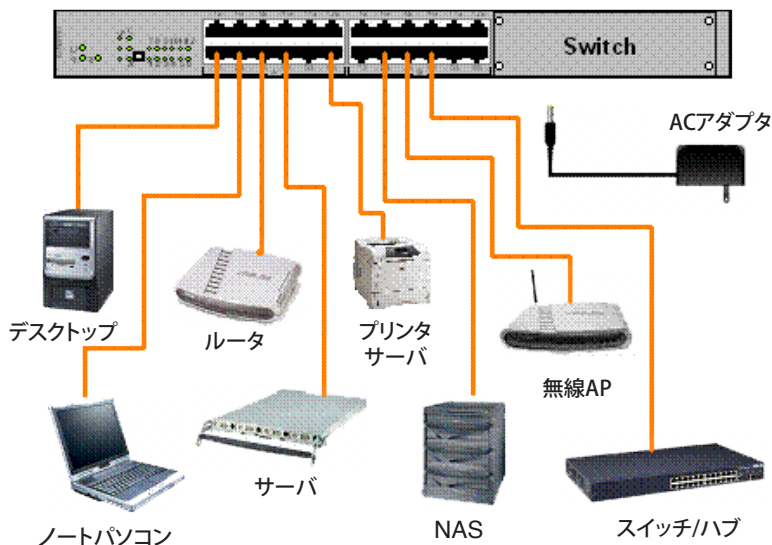 Switch
ACアダプタ
デスクトップ
ルータ
プリンタ
サーバ
無線AP
ノートパソコン
サーバ
NAS
スイッチ/ハブ